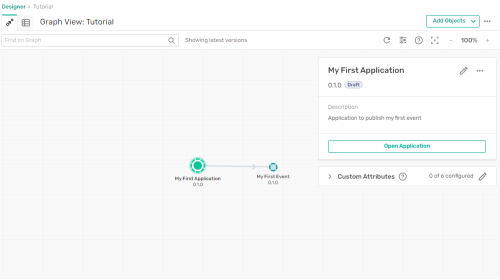 Designer › Tutorial
Graph View: Tutorial
Add Objects
Find on Graph
Showing latest versions
100%
My First Application
0.1.0 Draft
Description
Application to publish my first event
Open Application
Custom Attributes
0 of 6 configured
My First Application
0.1.0
My First Event
0.1.0